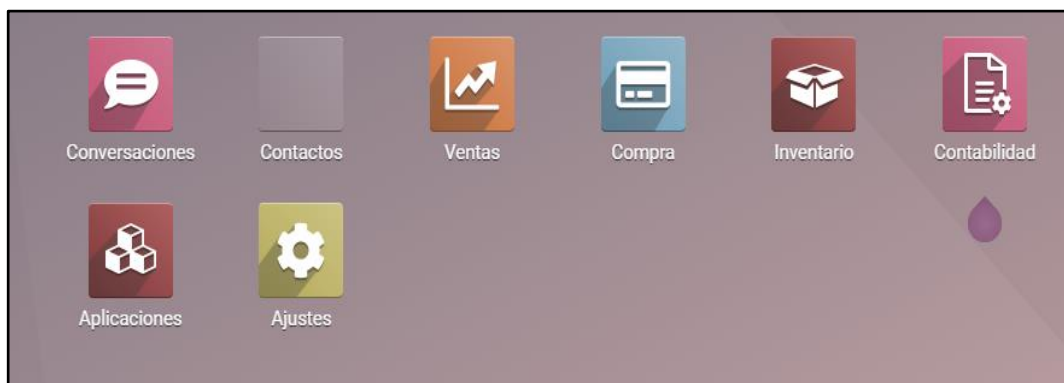 Conversaciones
Contactos
Ventas
Compra
Inventario
Contabilidad
Aplicaciones
Ajustes